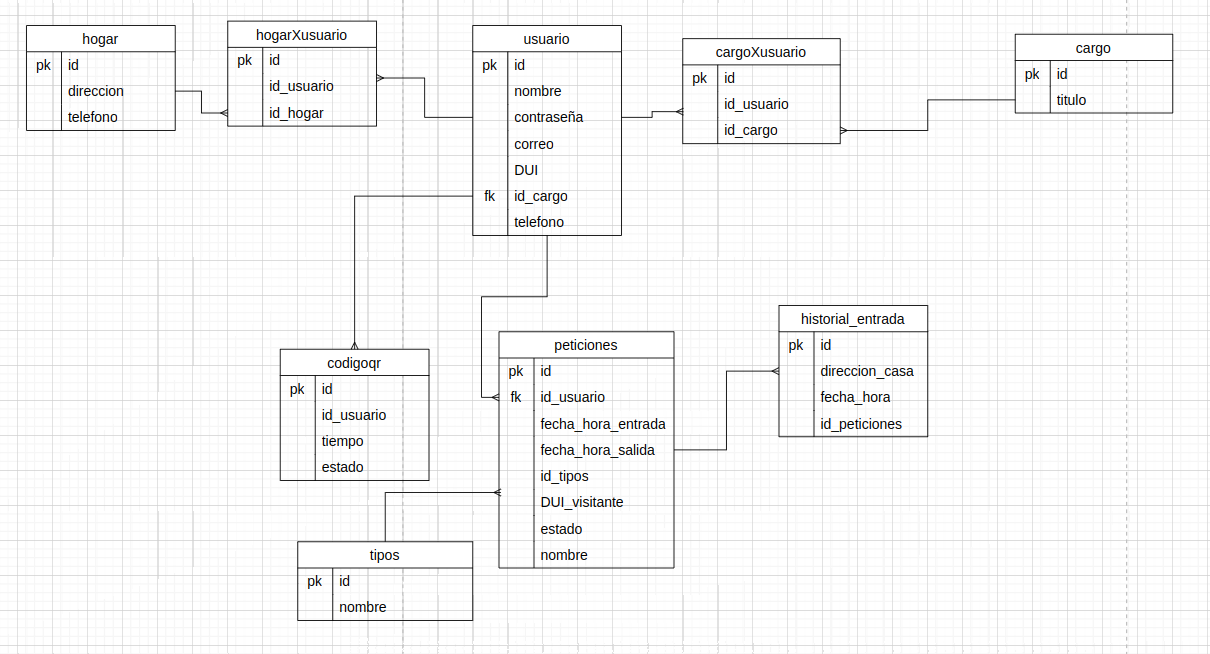 hogar
pk id
direccion
telefono
hogarXusuario
pk id
id_usuario
id_hogar
usuario
pk id
nombre
contraseña
correo
DUI
fk id_cargo
telefono
cargoXusuario
pk id
id_usuario
id_cargo
cargo
pk id
titulo
codigoqr
pk id
id_usuario
tiempo
estado
peticiones
pk id
fk id_usuario
fecha_hora_entrada
fecha_hora_salida
id_tipos
DUI_visitante
estado
nombre
historial_entrada
pk id
direccion_casa
fecha_hora
id_peticiones
tipos
pk id
nombre